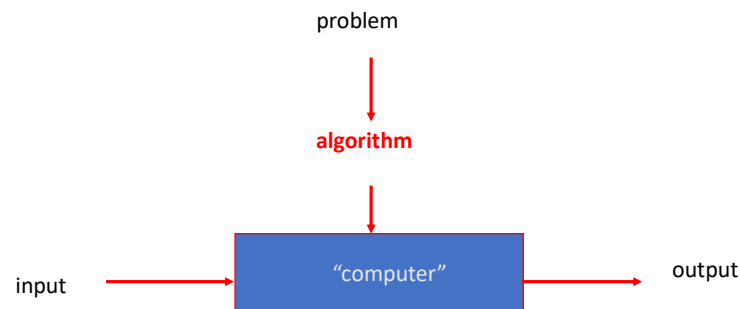 problem
algorithm
“computer”
input
output